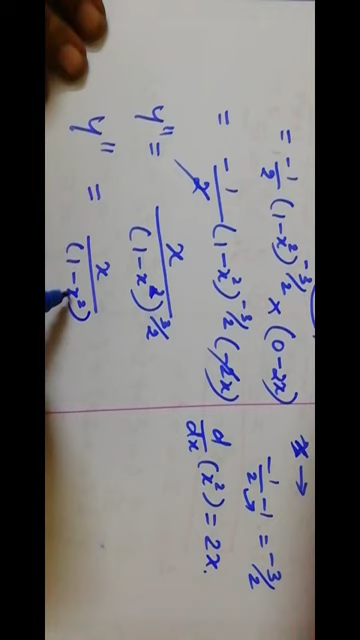 = -1/2 (1-x²)^-3/2 × (0-2x)
= -1/2 (1-x²)^-3/2 (-2x)
y" = x/(1-x²)^3/2
y" = x/(1-x²)
→
-1/2 - 1 = -3/2
d/dx (x²) = 2x.